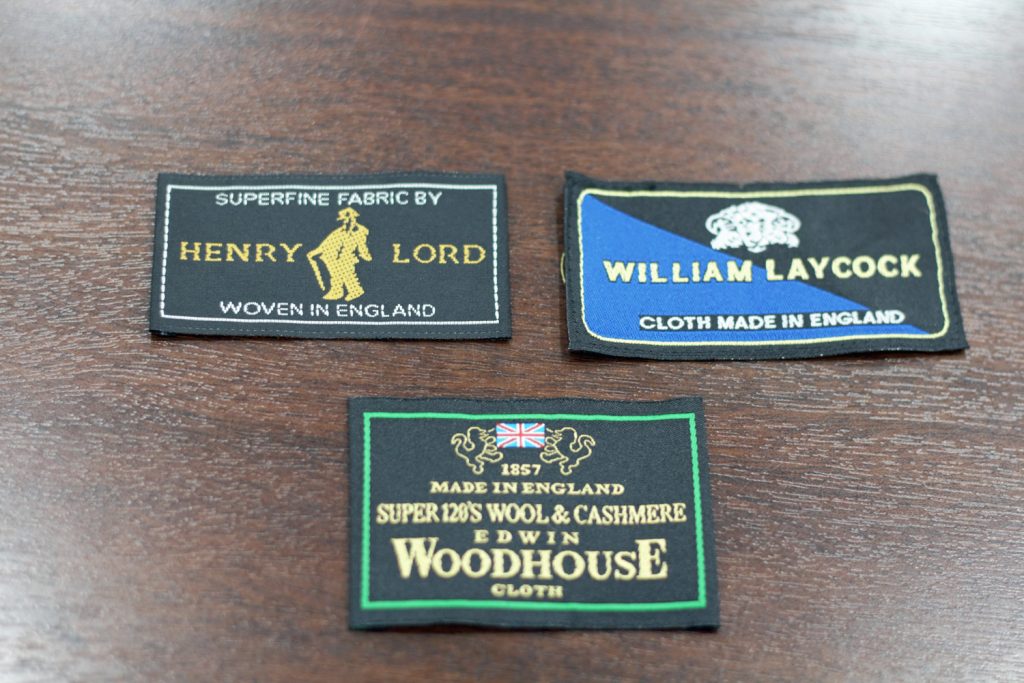 SUPERFINE FABRIC BY
HENRY LORD
WOVEN IN ENGLAND
WILLIAM LAYCOCK
CLOTH MADE IN ENGLAND
1857
MADE IN ENGLAND
SUPER 120'S WOOL & CASHMERE
EDWIN
WOODHOUSE
CLOTH